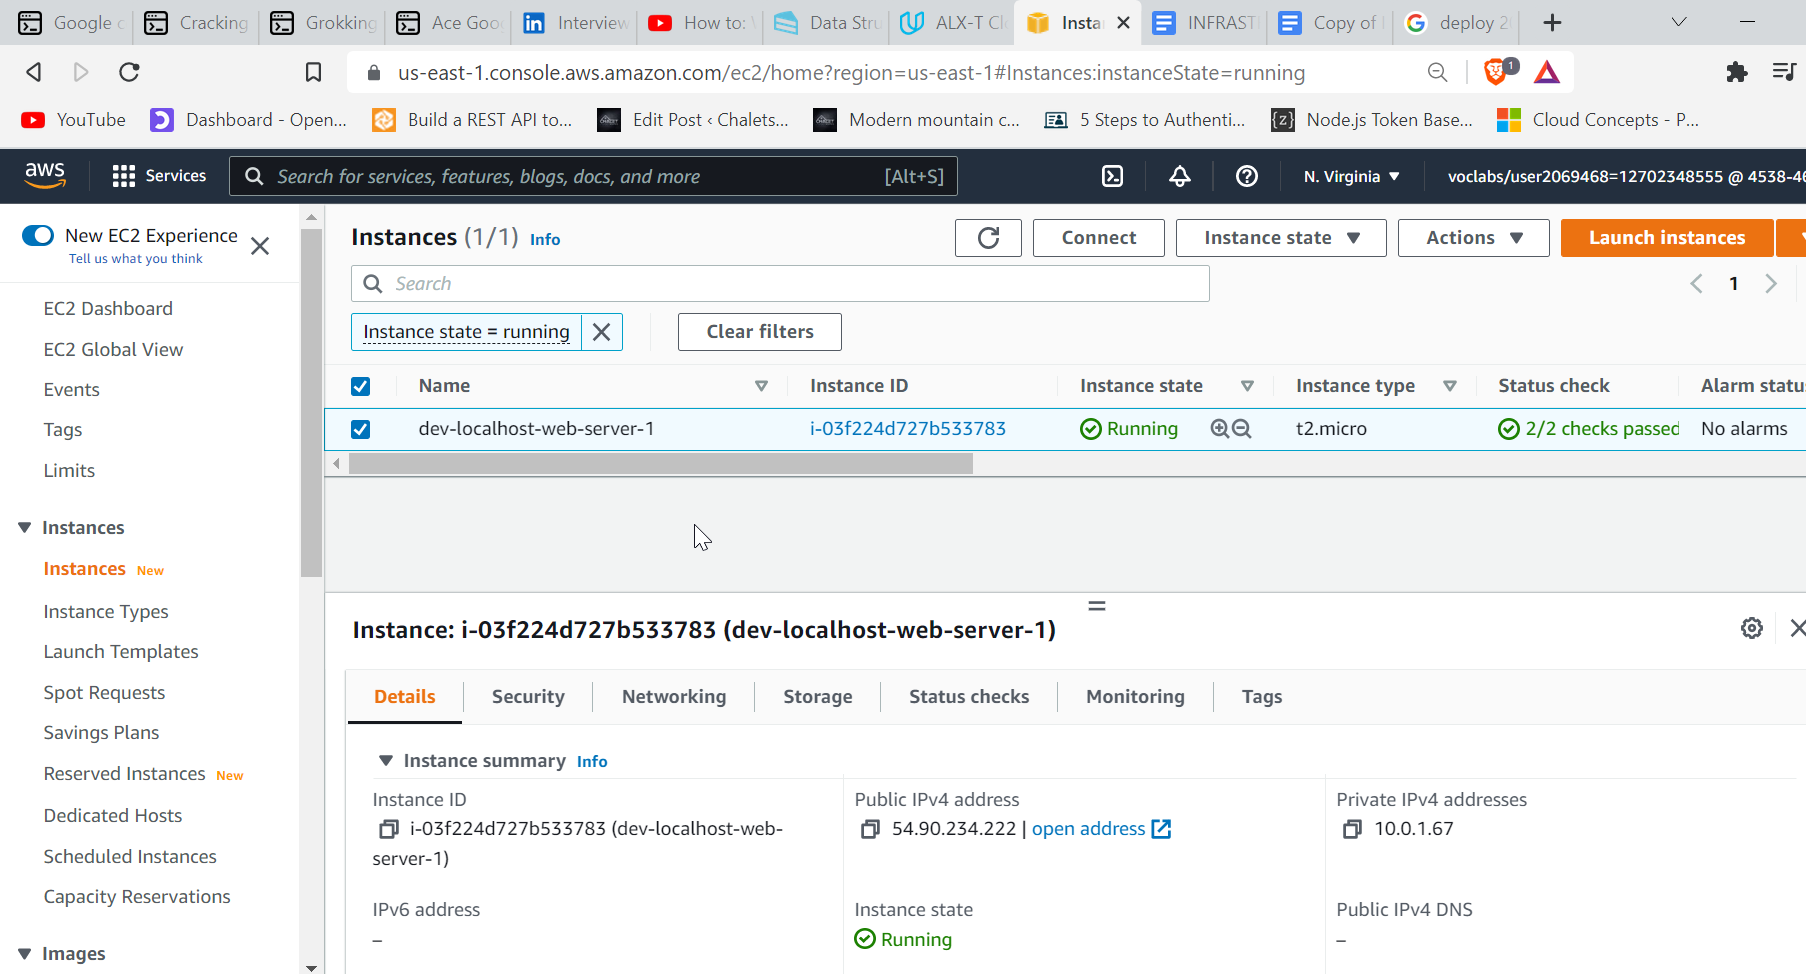 Google c
Cracking
Grokking
Ace Goo
Interview
How to: V
Data Stru
ALX-T Cl
Insta
INFRAST
Copy of
deploy 2
us-east-1.console.aws.amazon.com/ec2/home?region=us-east-1#Instances:instanceState=running
1
YouTube
Dashboard - Open...
Build a REST API to...
Edit Post ‹ Chalets...
Modern mountain c...
5 Steps to Authenti...
Node.js Token Base...
Cloud Concepts - P...
aws
Services
Search for services, features, blogs, docs, and more
[Alt+S]
N. Virginia
voclabs/user2069468=12702348555 @ 4538-46
New EC2 Experience
Tell us what you think
EC2 Dashboard
EC2 Global View
Events
Tags
Limits
Instances
Instances New
Instance Types
Launch Templates
Spot Requests
Savings Plans
Reserved Instances New
Dedicated Hosts
Scheduled Instances
Capacity Reservations
Images
Instances (1/1) Info
Connect
Instance state
Actions
Launch instances
Search
1
Instance state = running
Clear filters
Name
Instance ID
Instance state
Instance type
Status check
Alarm statu
dev-localhost-web-server-1
i-03f224d727b533783
Running
t2.micro
2/2 checks passed
No alarms
Instance: i-03f224d727b533783 (dev-localhost-web-server-1)
Details
Security
Networking
Storage
Status checks
Monitoring
Tags
Instance summary Info
Instance ID
i-03f224d727b533783 (dev-localhost-web-
server-1)
Public IPv4 address
54.90.234.222 | open address
Private IPv4 addresses
10.0.1.67
IPv6 address
–
Instance state
Running
Public IPv4 DNS
–